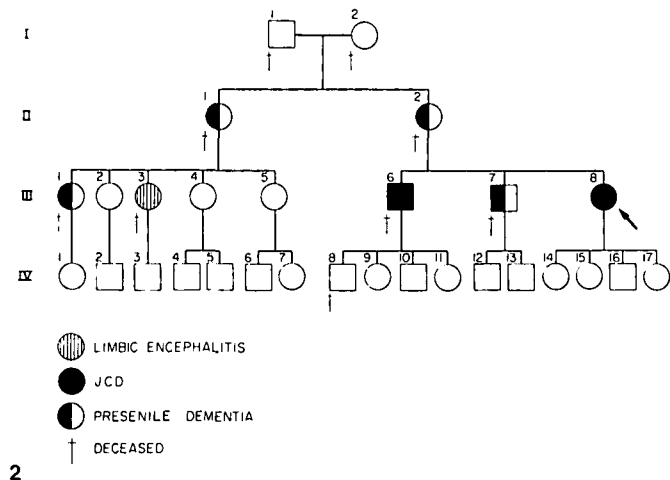 I
1 2
II
1 2
III
1 2 3 4 5 6 7 8
IV
1 2 3 4 5 6 7 8 9 10 11 12 13 14 15 16 17
LIMBIC ENCEPHALITIS
JCD
PRESENILE DEMENTIA
DECEASED
2